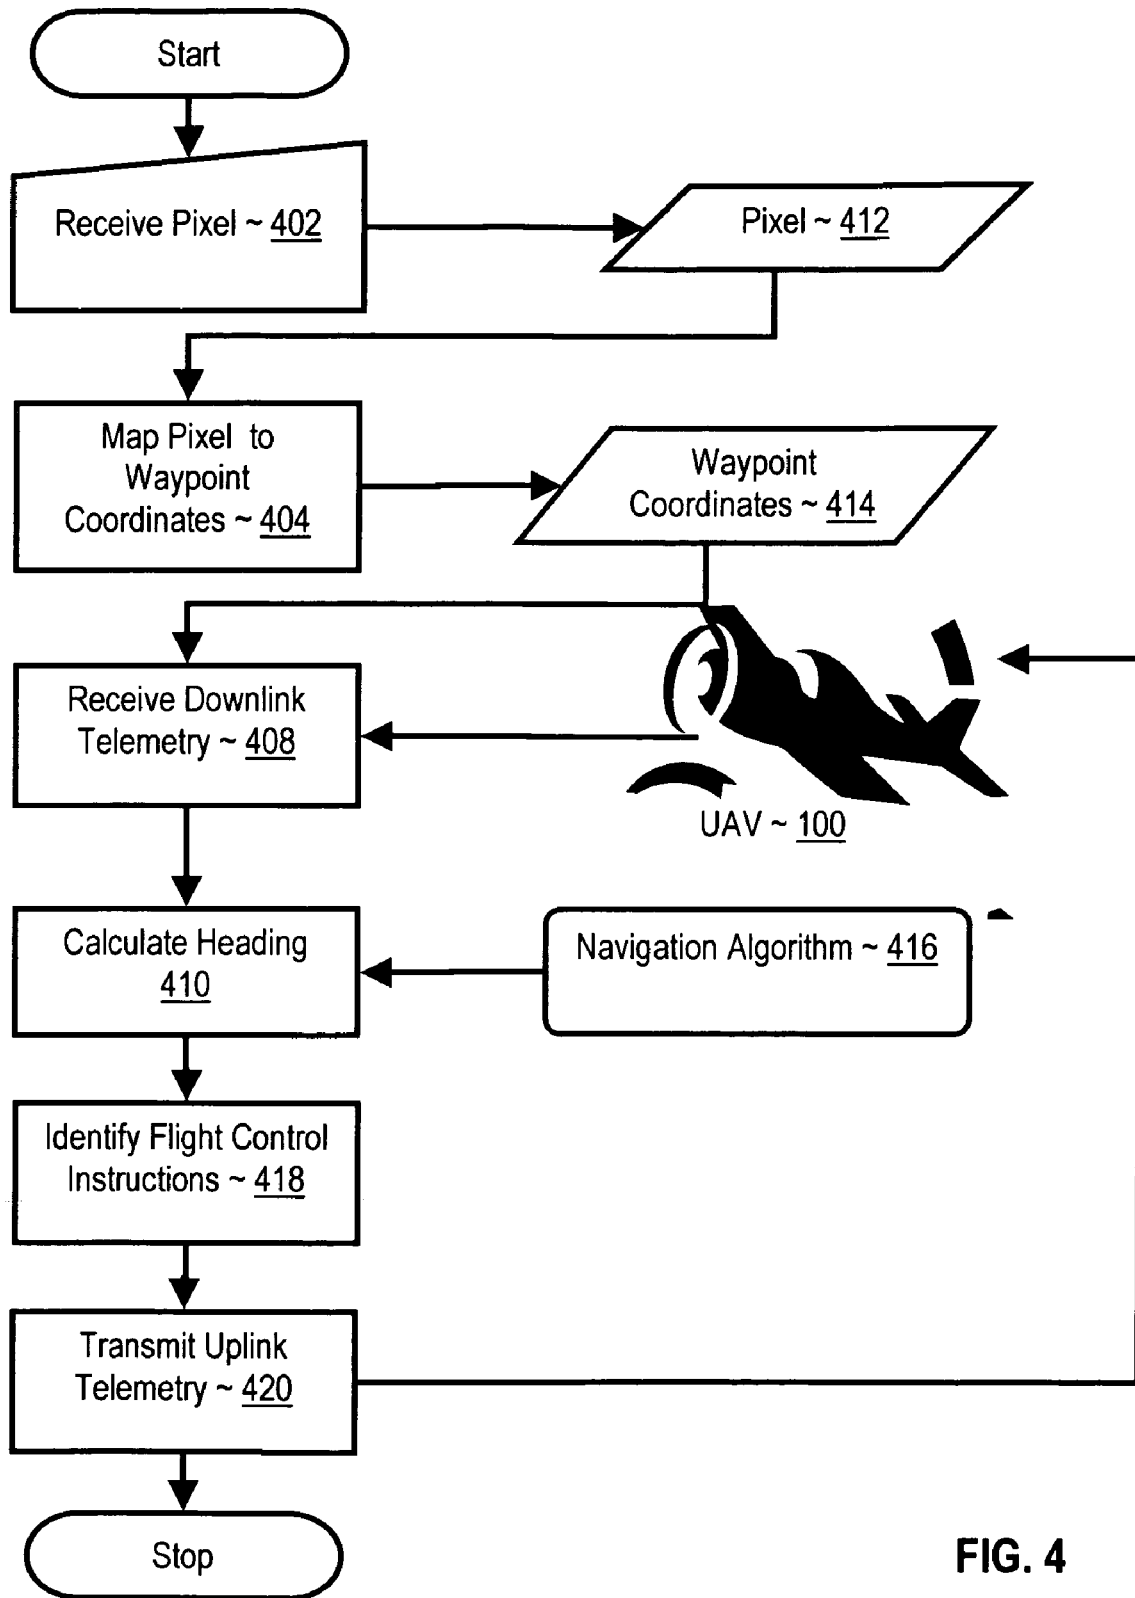 Start
Receive Pixel ~ 402
Pixel ~ 412
Map Pixel to
Waypoint
Coordinates ~ 404
Waypoint
Coordinates ~ 414
Receive Downlink
Telemetry ~ 408
UAV ~ 100
Calculate Heading
410
Navigation Algorithm ~ 416
Identify Flight Control
Instructions ~ 418
Transmit Uplink
Telemetry ~ 420
Stop
FIG. 4